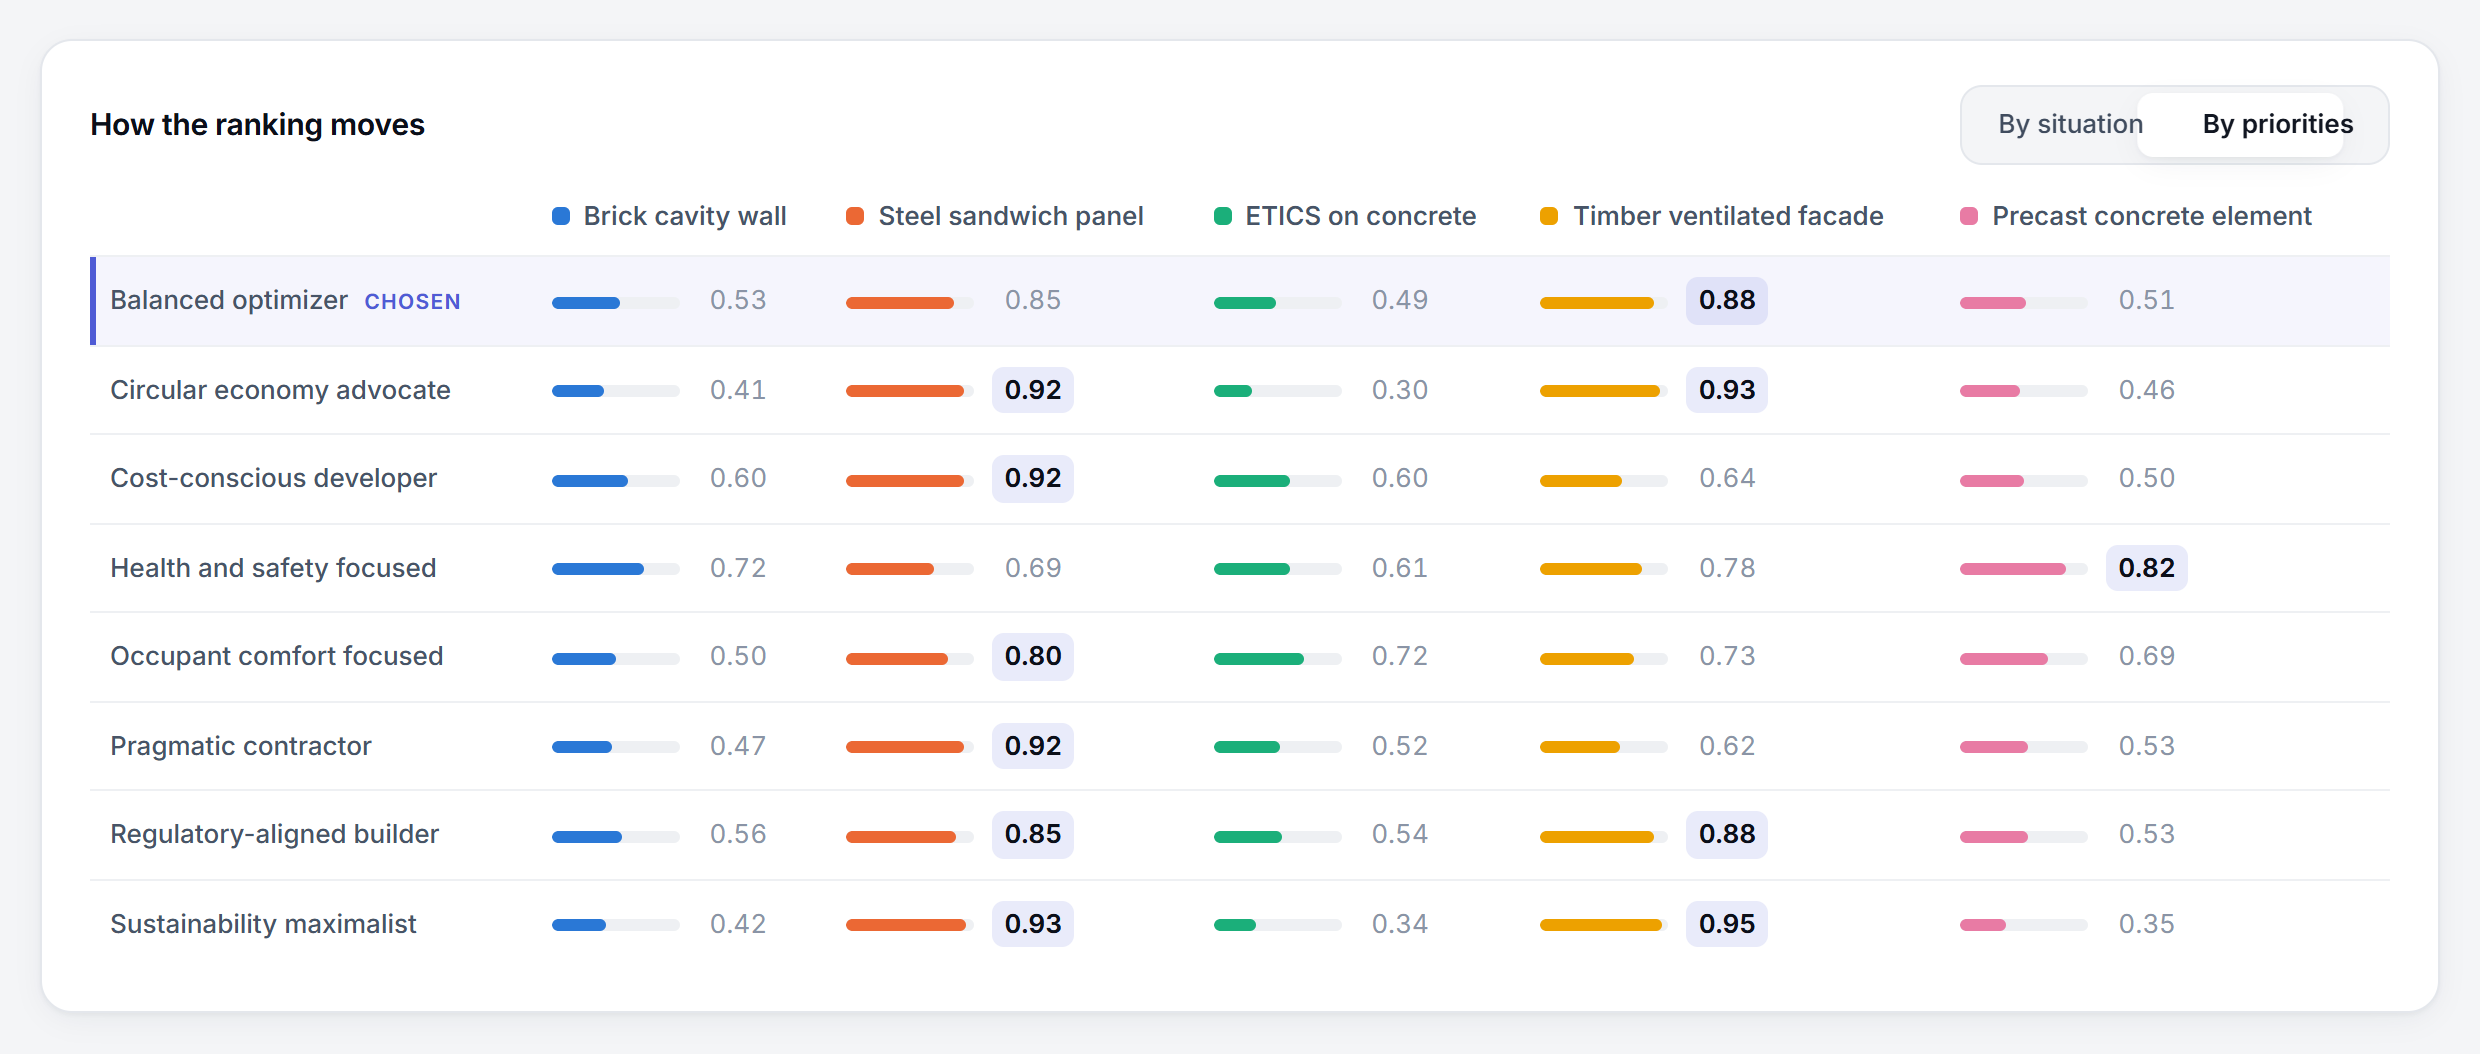 How the ranking moves
By situation By priorities
Brick cavity wall Steel sandwich panel ETICS on concrete Timber ventilated facade Precast concrete element
Balanced optimizer CHOSEN 0.53 0.85 0.49 0.88 0.51
Circular economy advocate 0.41 0.92 0.30 0.93 0.46
Cost-conscious developer 0.60 0.92 0.60 0.64 0.50
Health and safety focused 0.72 0.69 0.61 0.78 0.82
Occupant comfort focused 0.50 0.80 0.72 0.73 0.69
Pragmatic contractor 0.47 0.92 0.52 0.62 0.53
Regulatory-aligned builder 0.56 0.85 0.54 0.88 0.53
Sustainability maximalist 0.42 0.93 0.34 0.95 0.35